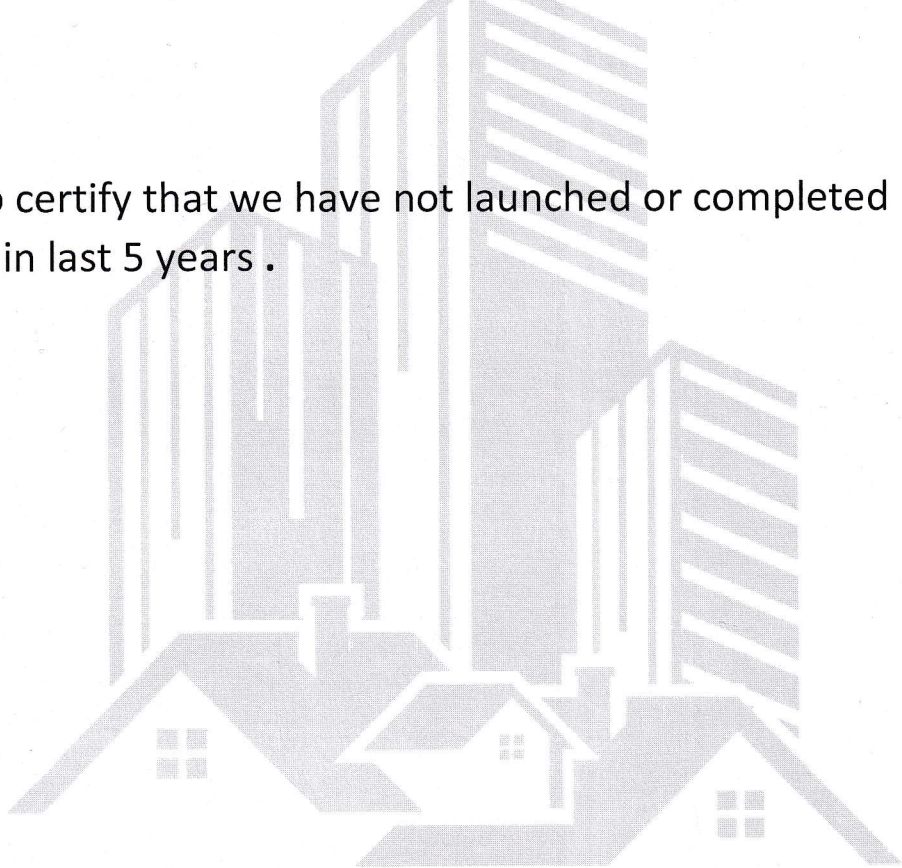 certify that we have not launched or completed
in last 5 years .